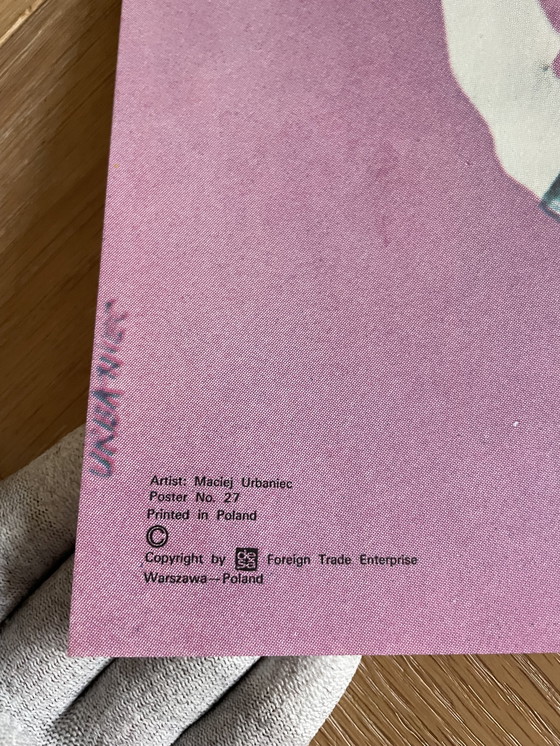 URBANIEC
Artist: Maciej Urbaniec
Poster No. 27
Printed in Poland
©
Copyright by desa Foreign Trade Enterprise
Warszawa—Poland